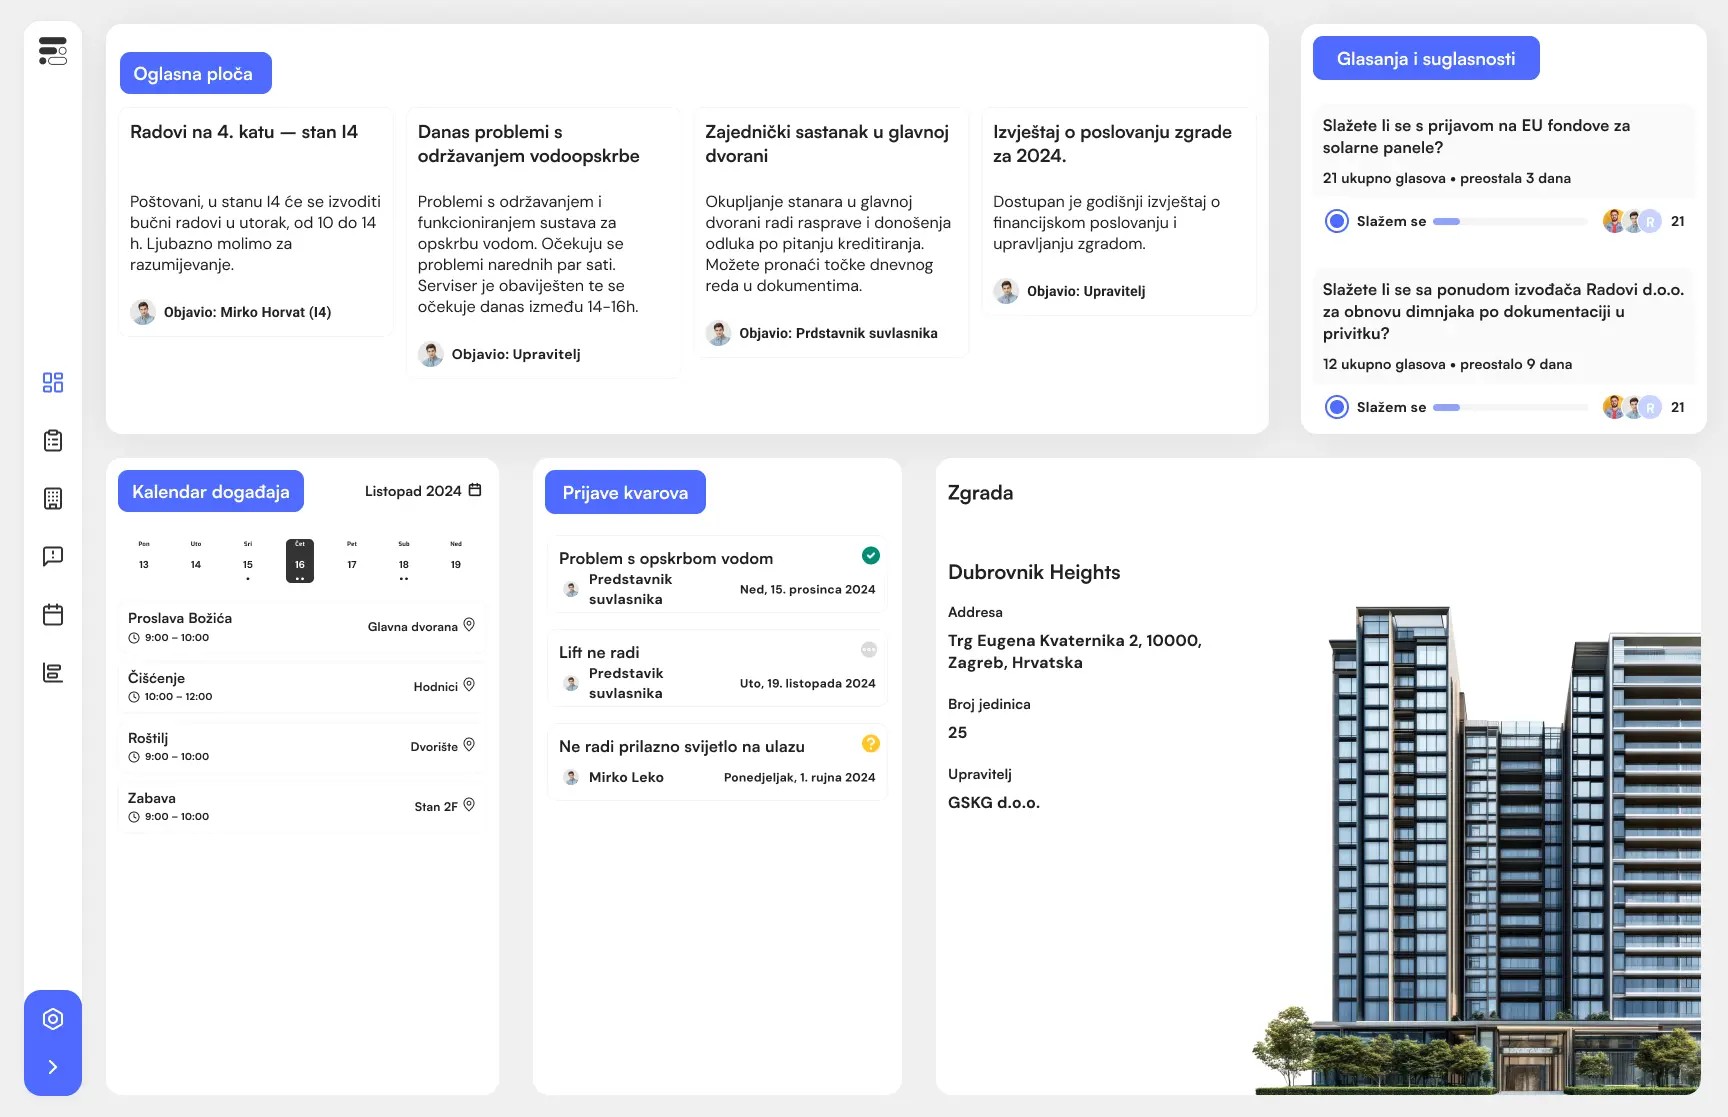 Oglasna ploča
Radovi na 4. katu — stan I4
Poštovani, u stanu I4 će se izvoditi
bučni radovi u utorak, od 10 do 14
h. Ljubazno molimo za
razumijevanje.
Objavio: Mirko Horvat (I4)
Danas problemi s
održavanjem vodoopskrbe
Problemi s održavanjem i
funkcioniranjem sustava za
opskrbu vodom. Očekuju se
problemi narednih par sati.
Serviser je obaviješten te se
očekuje danas između 14-16h.
Objavio: Upravitelj
Zajednički sastanak u glavnoj
dvorani
Okupljanje stanara u glavnoj
dvorani radi rasprave i donošenja
odluka po pitanju kreditiranja.
Možete pronaći točke dnevnog
reda u dokumentima.
Objavio: Prdstavnik suvlasnika
Izvještaj o poslovanju zgrade
za 2024.
Dostupan je godišnji izvještaj o
financijskom poslovanju i
upravljanju zgradom.
Objavio: Upravitelj
Glasanja i suglasnosti
Slažete li se s prijavom na EU fondove za
solarne panele?
21 ukupno glasova • preostala 3 dana
Slažem se R 21
Slažete li se sa ponudom izvođača Radovi d.o.o.
za obnovu dimnjaka po dokumentaciji u
privitku?
12 ukupno glasova • preostalo 9 dana
Slažem se R 21
Kalendar događaja
Listopad 2024
Pon Uto Sri Čet Pet Sub Ned
13 14 15 16 17 18 19
Proslava Božića
9:00 – 10:00
Glavna dvorana
Čišćenje
10:00 – 12:00
Hodnici
Roštilj
9:00 – 10:00
Dvorište
Zabava
9:00 – 10:00
Stan 2F
Prijave kvarova
Problem s opskrbom vodom
Predstavnik
suvlasnika
Ned, 15. prosinca 2024
Lift ne radi
Predstavik
suvlasnika
Uto, 19. listopada 2024
Ne radi prilazno svijetlo na ulazu
?
Mirko Leko
Ponedjeljak, 1. rujna 2024
Zgrada
Dubrovnik Heights
Addresa
Trg Eugena Kvaternika 2, 10000,
Zagreb, Hrvatska
Broj jedinica
25
Upravitelj
GSKG d.o.o.